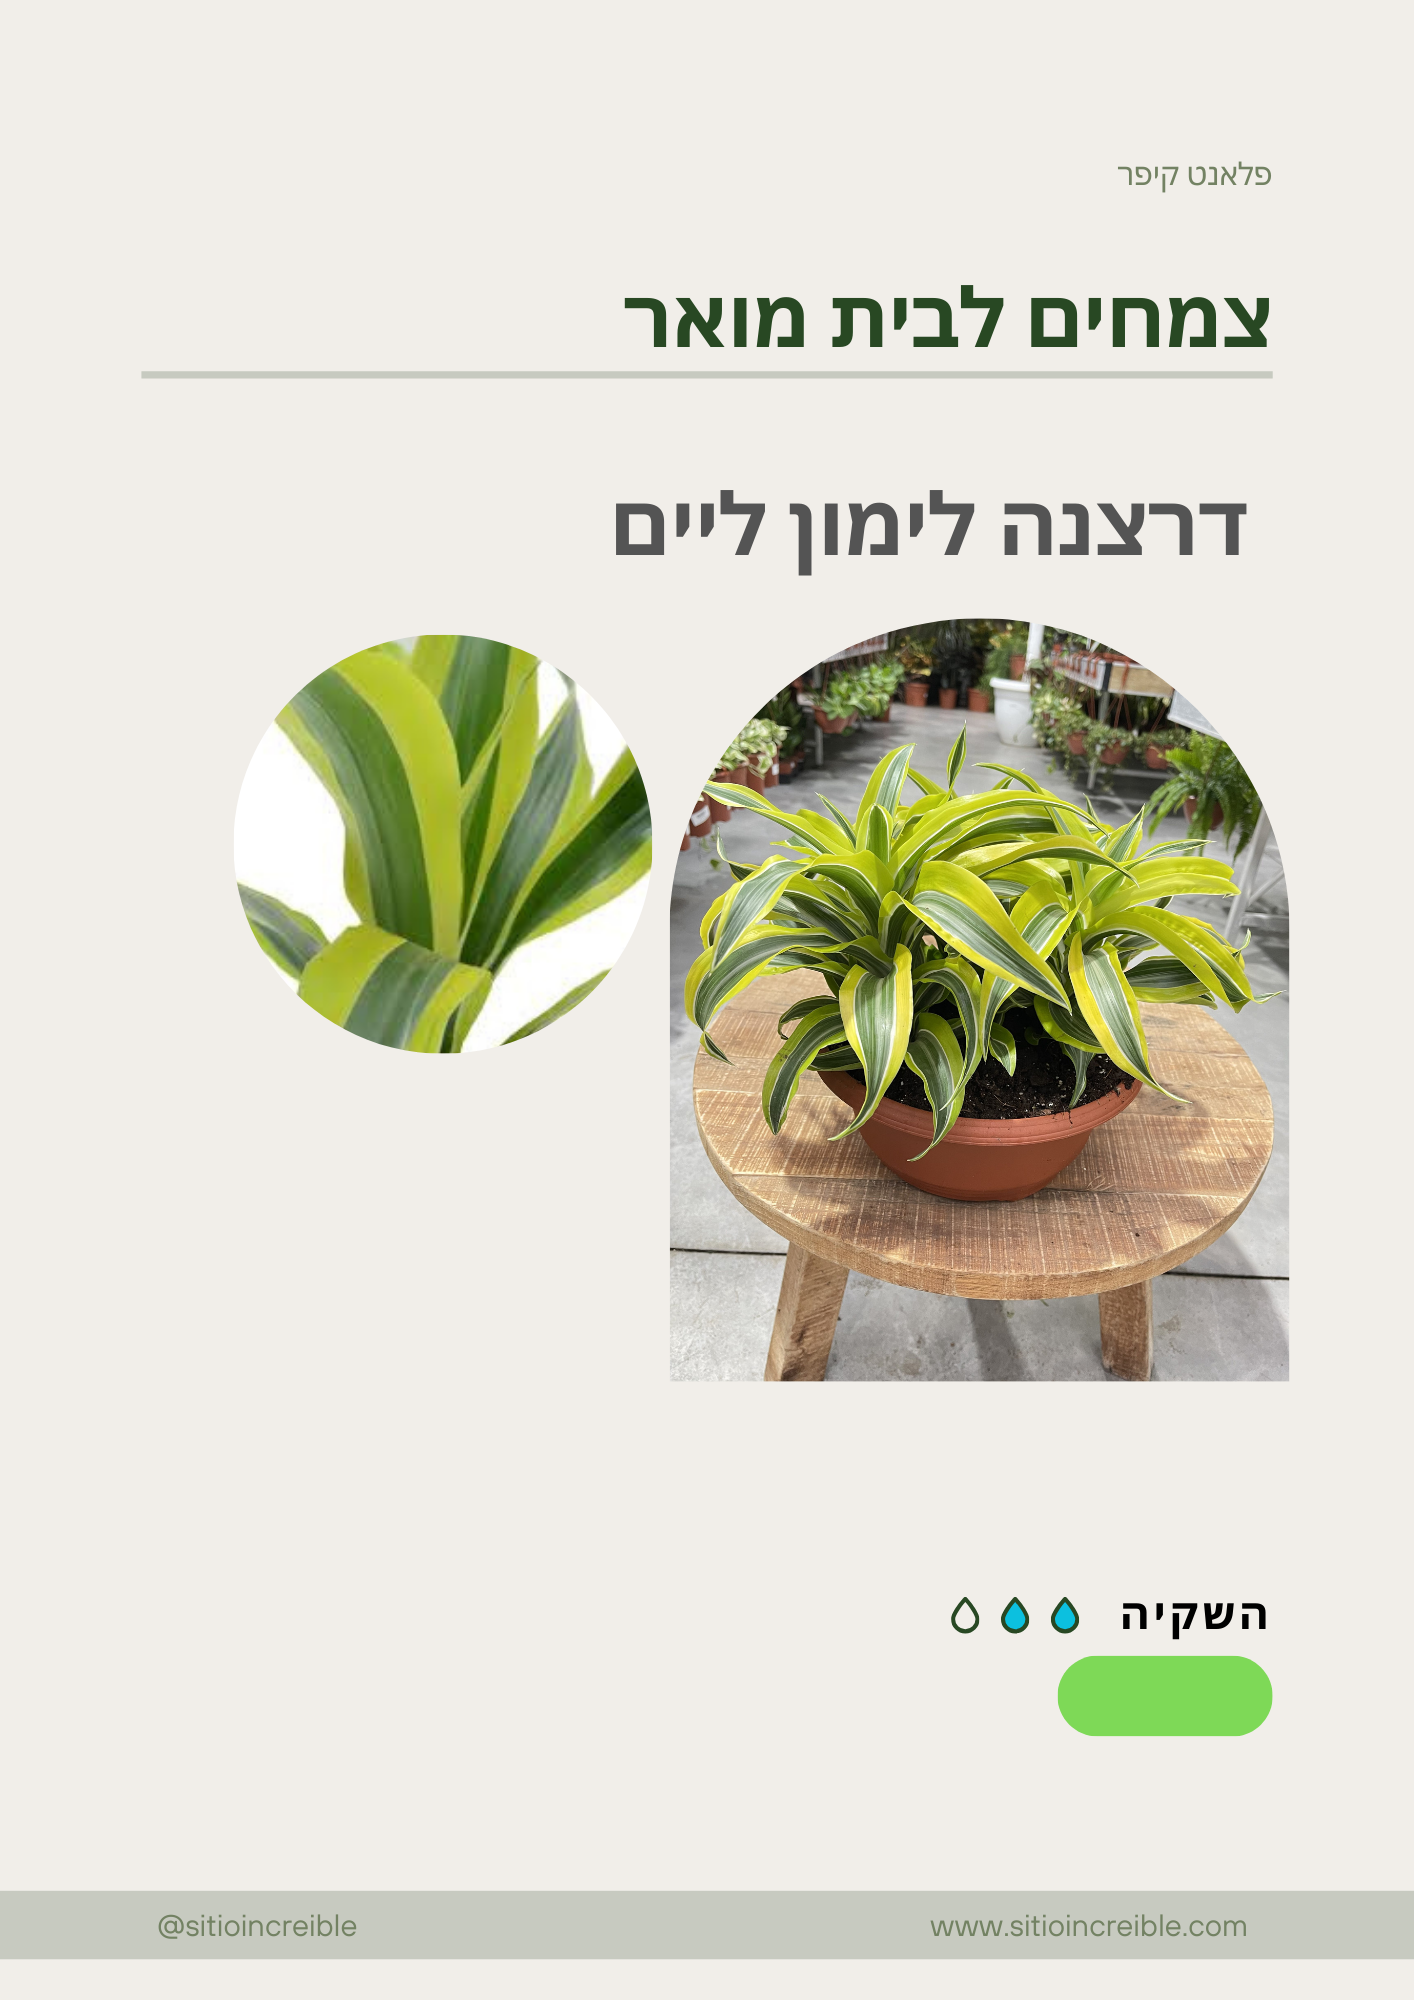 פלאנט קיפר
צמחים לבית מואר
דרצנה לימון ליים
השקיה
@sitioincreible
www.sitioincreible.com